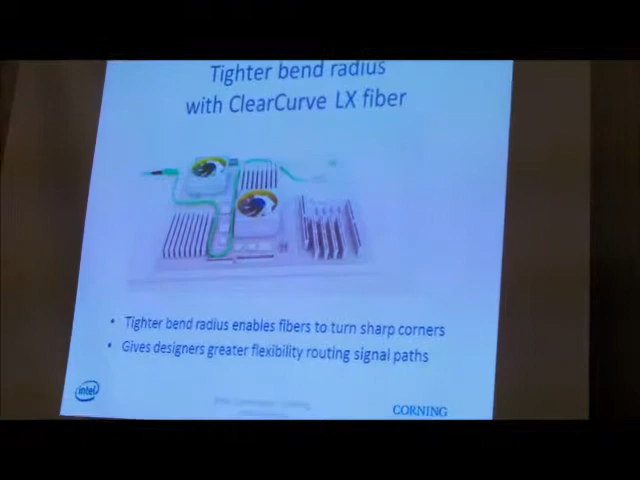 Tighter bend radius
with ClearCurve LX fiber
• Tighter bend radius enables fibers to turn sharp corners
• Gives designers greater flexibility routing signal paths
intel
CORNING